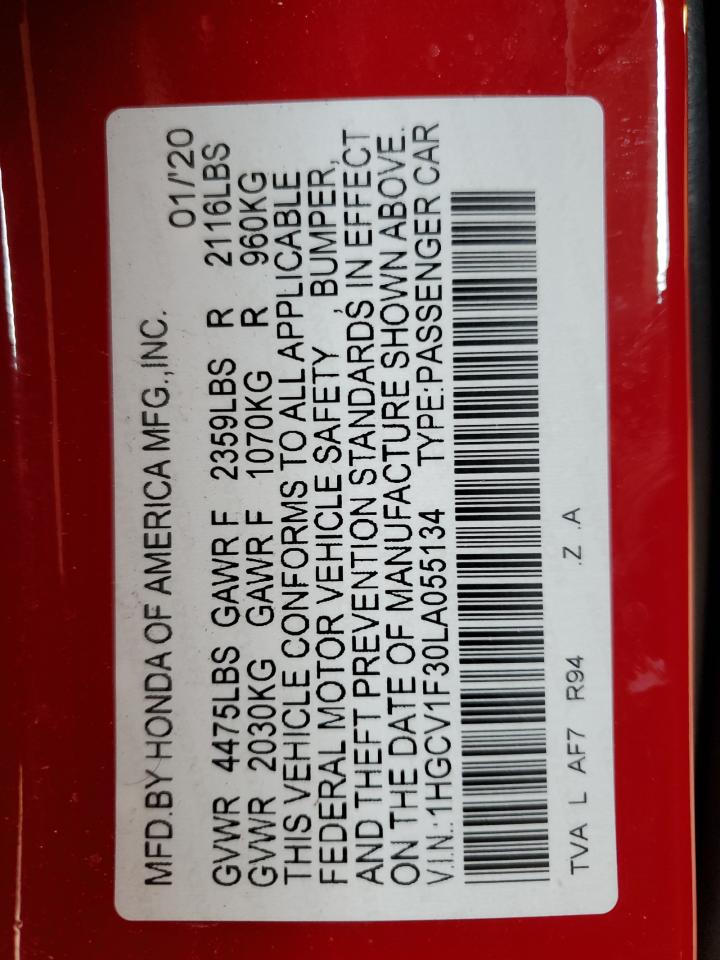 MFD.BY HONDA OF AMERICA MFG.,INC. 01/'20
GVWR 4475LBS GAWR F 2359LBS R 2116LBS
GVWR 2030KG GAWR F 1070KG R 960KG
THIS VEHICLE CONFORMS TO ALL APPLICABLE
FEDERAL MOTOR VEHICLE SAFETY , BUMPER,
AND THEFT PREVENTION STANDARDS IN EFFECT
ON THE DATE OF MANUFACTURE SHOWN ABOVE.
V.I.N.:1HGCV1F30LA055134 TYPE:PASSENGER CAR
TVA L AF7 R94 .Z .A